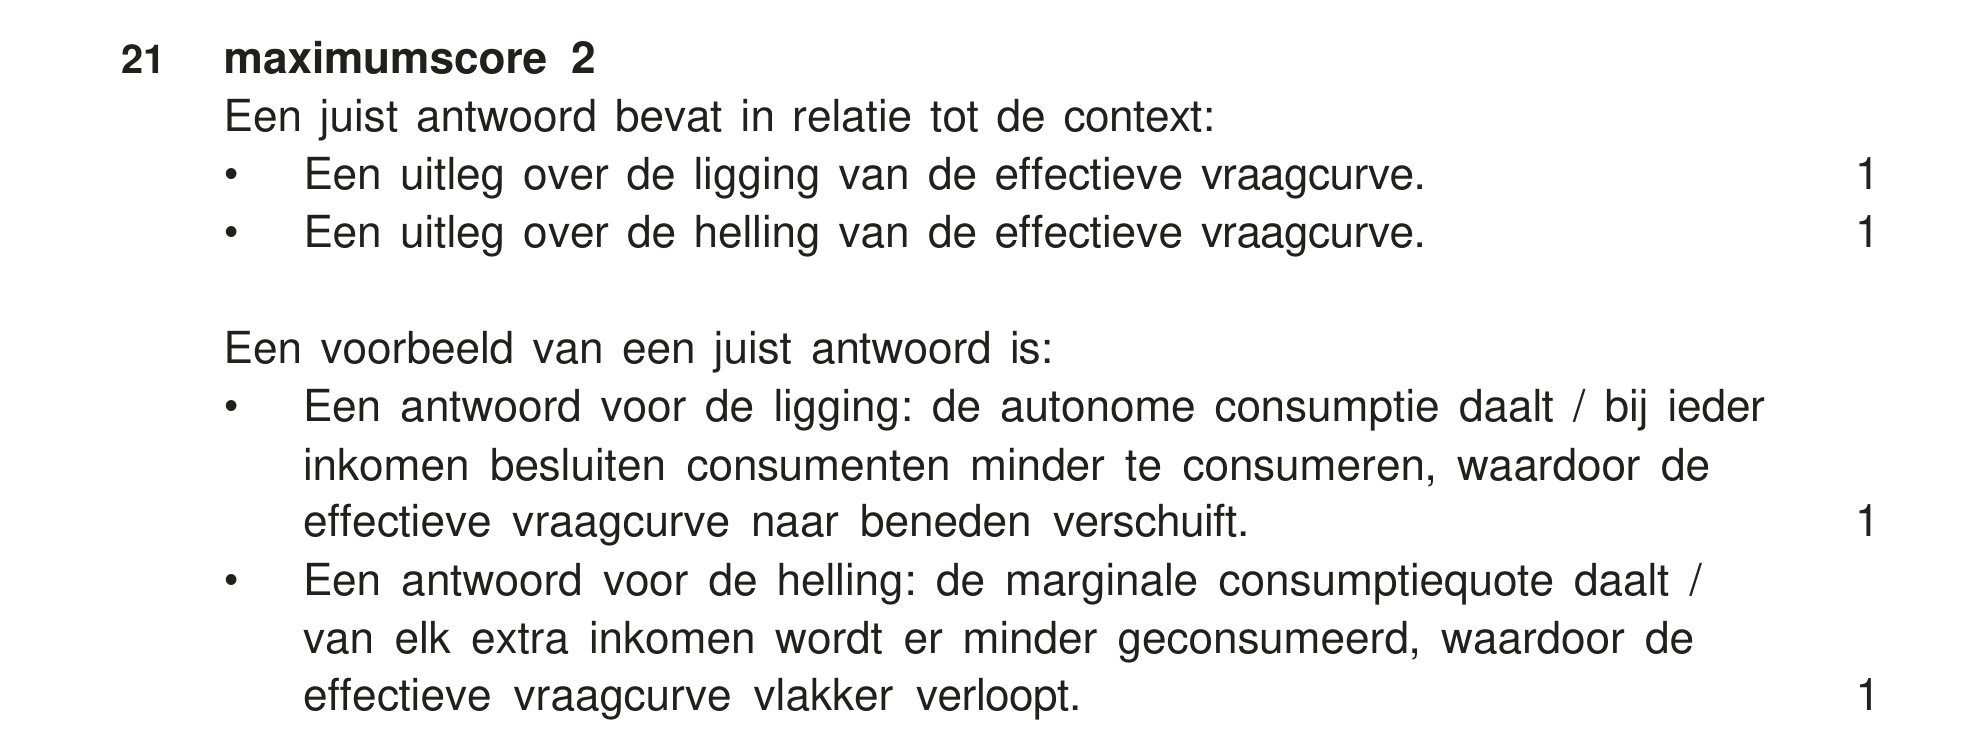 21 maximumscore 2
Een juist antwoord bevat in relatie tot de context:
• Een uitleg over de ligging van de effectieve vraagcurve. 1
• Een uitleg over de helling van de effectieve vraagcurve. 1
Een voorbeeld van een juist antwoord is:
• Een antwoord voor de ligging: de autonome consumptie daalt / bij ieder
inkomen besluiten consumenten minder te consumeren, waardoor de
effectieve vraagcurve naar beneden verschuift. 1
• Een antwoord voor de helling: de marginale consumptiequote daalt /
van elk extra inkomen wordt er minder geconsumeerd, waardoor de
effectieve vraagcurve vlakker verloopt. 1